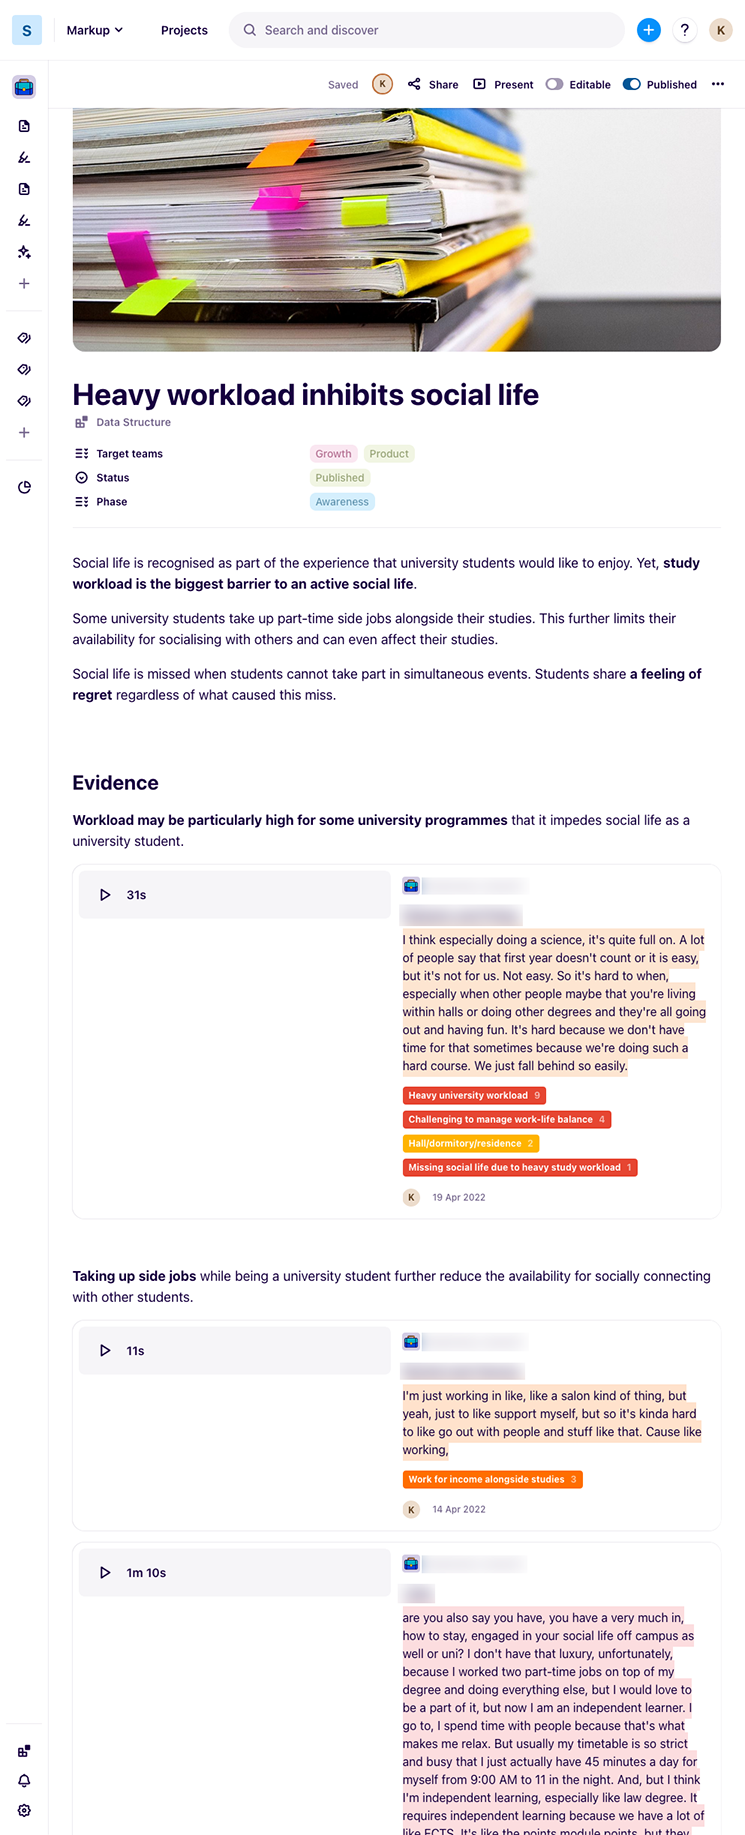 S Markup Projects Search and discover ? K
Saved K Share Present Editable Published
Heavy workload inhibits social life
Data Structure
Target teams Growth Product
Status Published
Phase Awareness
Social life is recognised as part of the experience that university students would like to enjoy. Yet, study
workload is the biggest barrier to an active social life.
Some university students take up part-time side jobs alongside their studies. This further limits their
availability for socialising with others and can even affect their studies.
Social life is missed when students cannot take part in simultaneous events. Students share a feeling of
regret regardless of what caused this miss.
Evidence
Workload may be particularly high for some university programmes that it impedes social life as a
university student.
31s
I think especially doing a science, it's quite full on. A lot
of people say that first year doesn't count or it is easy,
but it's not for us. Not easy. So it's hard to when,
especially when other people maybe that you're living
within halls or doing other degrees and they're all going
out and having fun. It's hard because we don't have
time for that sometimes because we're doing such a
hard course. We just fall behind so easily.
Heavy university workload 9
Challenging to manage work-life balance 4
Hall/dormitory/residence 2
Missing social life due to heavy study workload 1
K 19 Apr 2022
Taking up side jobs while being a university student further reduce the availability for socially connecting
with other students.
11s
I'm just working in like, like a salon kind of thing, but
yeah, just to like support myself, but so it's kinda hard
to like go out with people and stuff like that. Cause like
working,
Work for income alongside studies 3
K 14 Apr 2022
1m 10s
are you also say you have, you have a very much in,
how to stay, engaged in your social life off campus as
well or uni? I don't have that luxury, unfortunately,
because I worked two part-time jobs on top of my
degree and doing everything else, but I would love to
be a part of it, but now I am an independent learner. I
go to, I spend time with people because that's what
makes me relax. But usually my timetable is so strict
and busy that I just actually have 45 minutes a day for
myself from 9:00 AM to 11 in the night. And, but I think
I'm independent learning, especially like law degree. It
requires independent learning because we have a lot of
like ECTS. It's like the points module points, but they